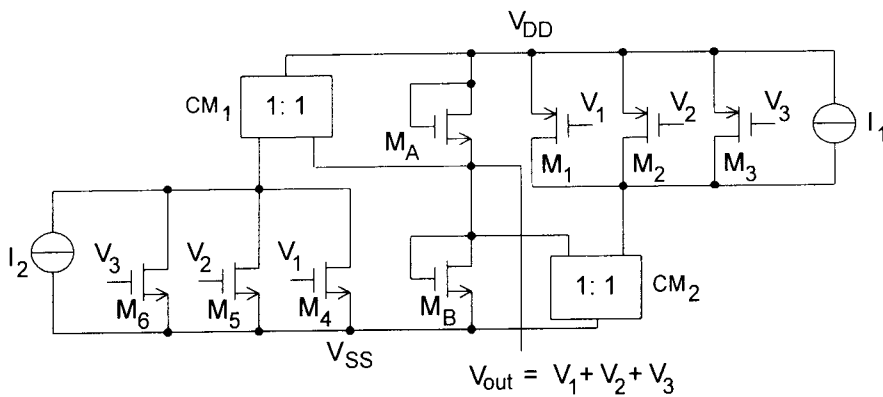 V_DD
CM_1
1: 1
M_A
V_1
V_2
V_3
I_1
M_1
M_2
M_3
I_2
V_3
V_2
V_1
M_6
M_5
M_4
M_B
1: 1
CM_2
V_SS
V_out = V_1 + V_2 + V_3